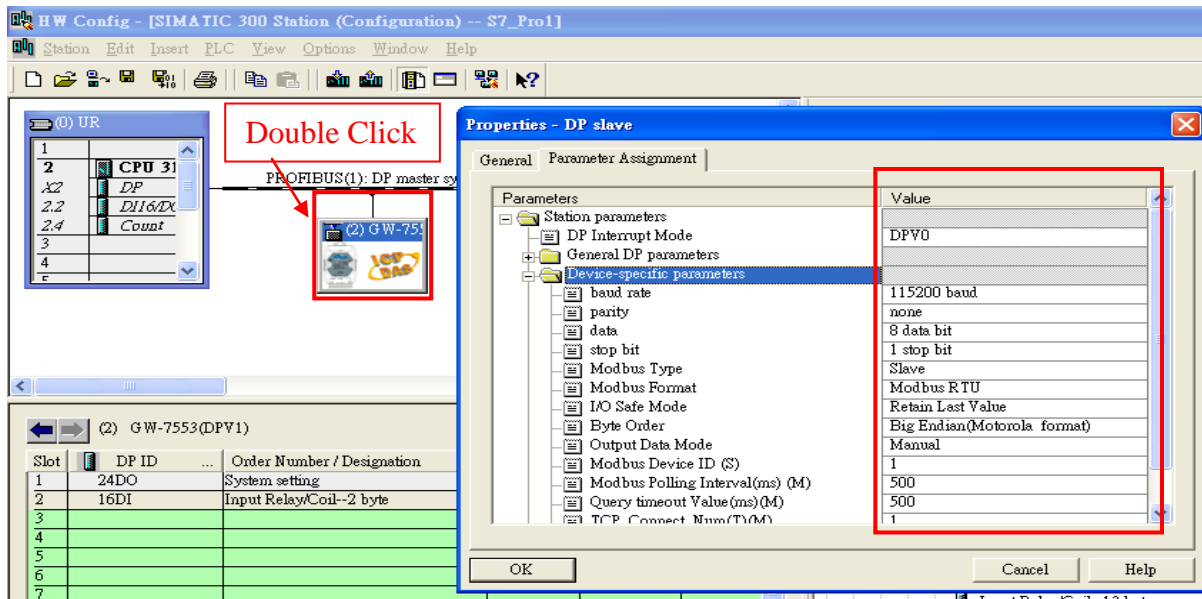 HW Config - [SIMATIC 300 Station (Configuration) -- S7_Pro1]
Station Edit Insert PLC View Options Window Help
(0) UR
1
2 CPU 31
X2 DP
2.2 DI16/DC
2.4 Count
3
4
Double Click
PROFIBUS(1): DP master sy
(2) GW-755
ICP DAS
Properties - DP slave
General Parameter Assignment
Parameters Value
Station parameters
DP Interrupt Mode DPV0
General DP parameters
Device-specific parameters
baud rate 115200 baud
parity none
data 8 data bit
stop bit 1 stop bit
Modbus Type Slave
Modbus Format Modbus RTU
I/O Safe Mode Retain Last Value
Byte Order Big Endian(Motorola format)
Output Data Mode Manual
Modbus Device ID (S) 1
Modbus Polling Interval(ms) (M) 500
Query timeout Value(ms)(M) 500
TCP Connect Num(T)(M) 1
OK Cancel Help
(2) GW-7553(DPV1)
Slot DP ID ... Order Number / Designation
1 24DO System setting
2 16DI Input Relay/Coil--2 byte
3
4
5
6
7